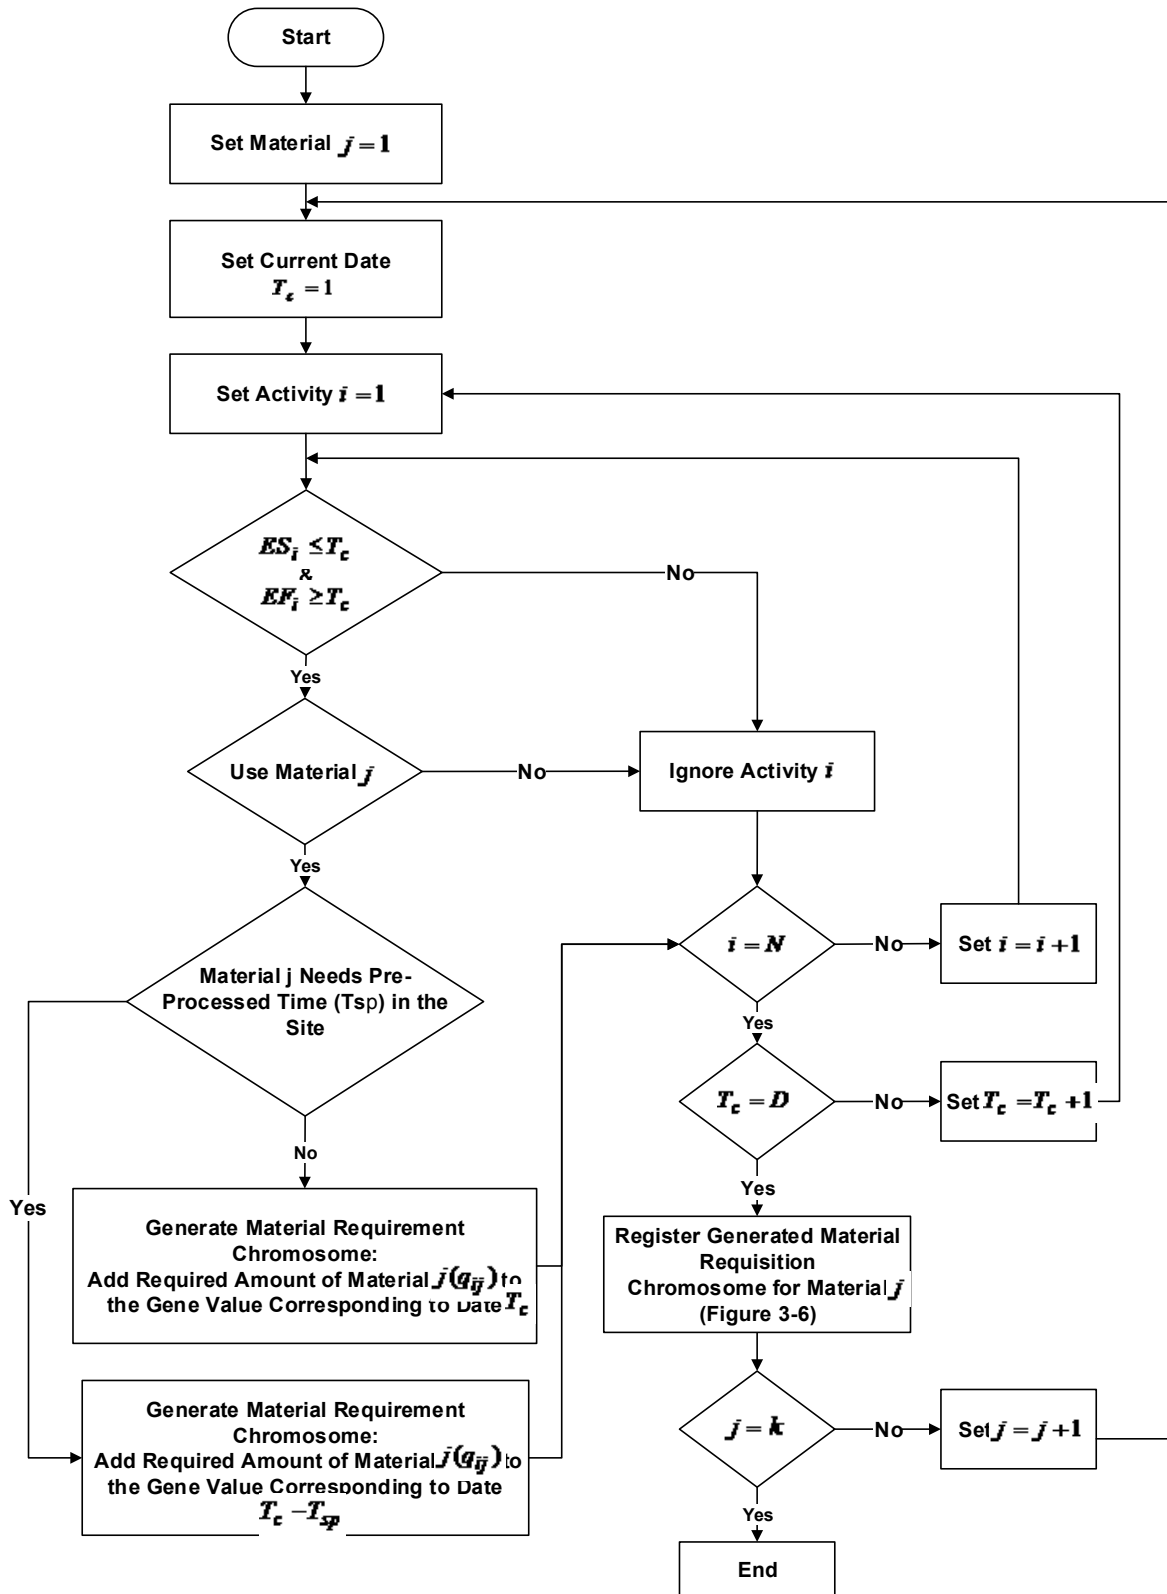 Start
Set Material j = 1
Set Current Date
T_c = 1
Set Activity i = 1
ES_i ≤ T_c
&
EF_i ≥ T_c
No
Yes
Use Material j
No
Ignore Activity i
Yes
Material j Needs Pre-
Processed Time (Tsp) in the
Site
i = N
No
Set i = i + 1
Yes
T_c = D
No
Set T_c = T_c + 1
No
Yes
Yes
Generate Material Requirement
Chromosome:
Add Required Amount of Material j(q_ij) to
the Gene Value Corresponding to Date T_c
Register Generated Material
Requisition
Chromosome for Material j
(Figure 3-6)
Generate Material Requirement
Chromosome:
Add Required Amount of Material j(q_ij) to
the Gene Value Corresponding to Date
T_c − T_sp
j = k
No
Set j = j + 1
Yes
End